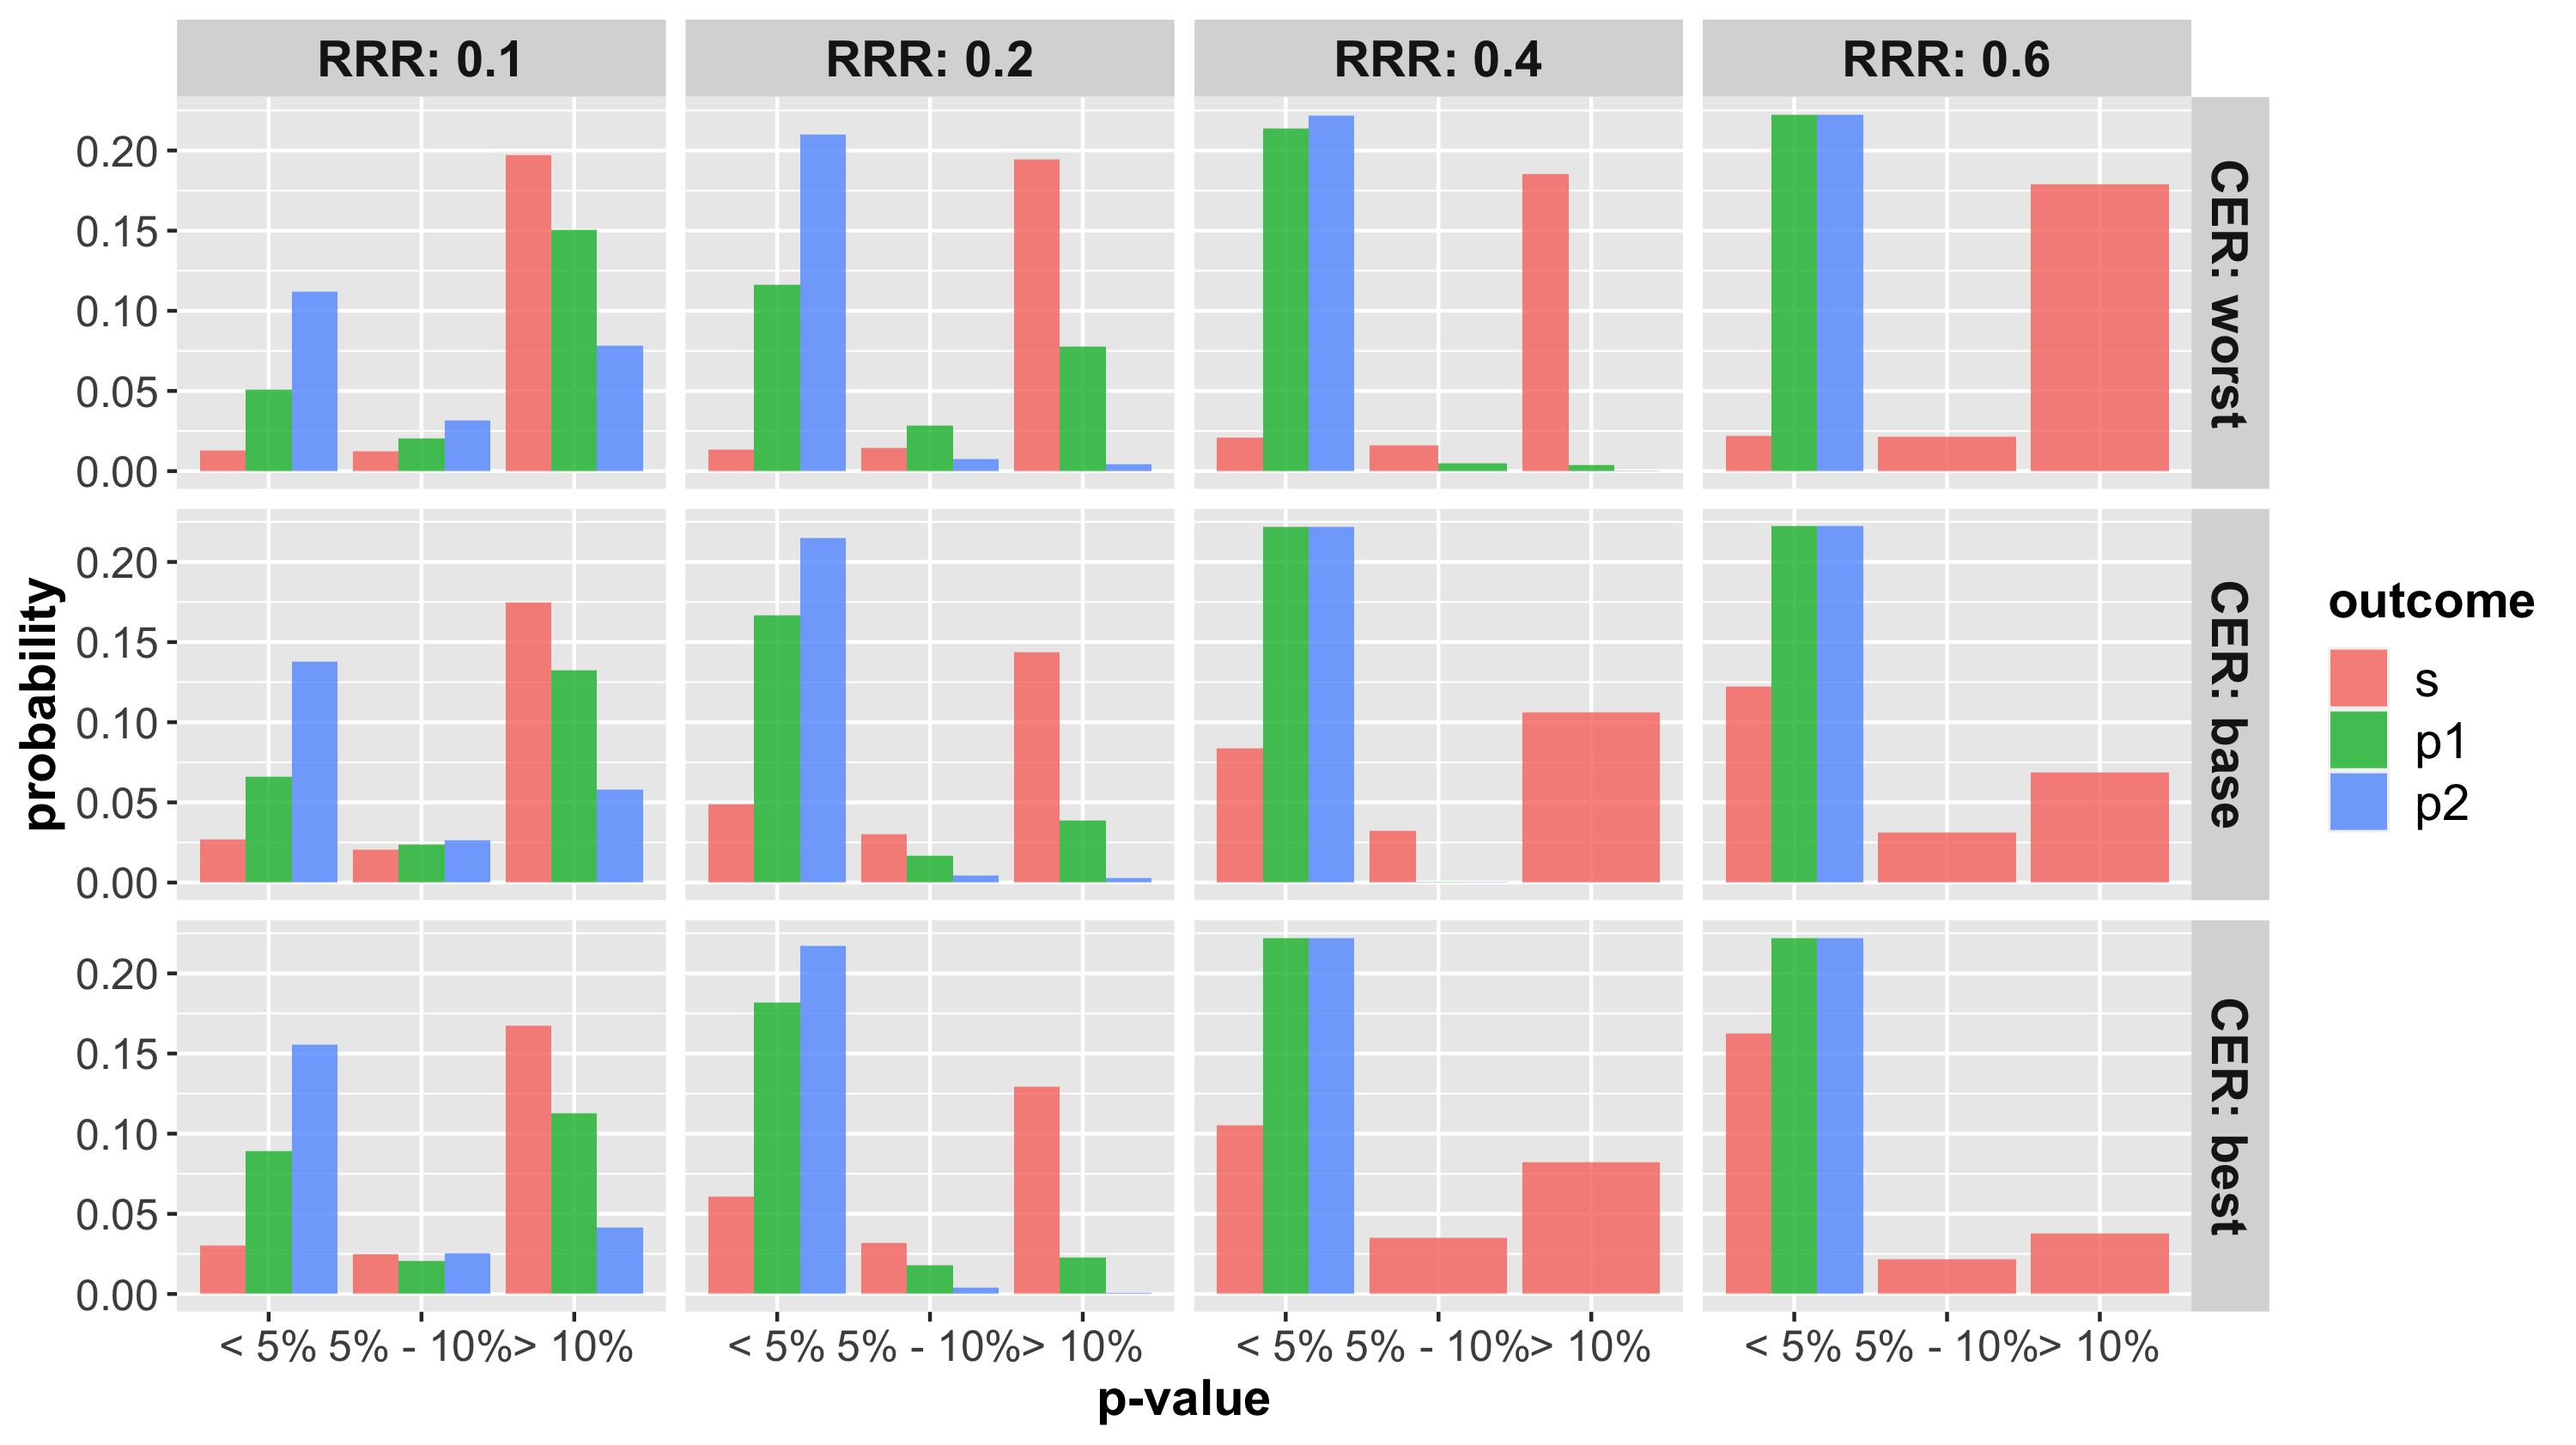 RRR: 0.1 RRR: 0.2 RRR: 0.4 RRR: 0.6
0.20
0.15
0.10
0.05
0.00
CER: worst
0.20
0.15
0.10
0.05
0.00
CER: base
0.20
0.15
0.10
0.05
0.00
CER: best
probability
< 5% 5% - 10% > 10% < 5% 5% - 10% > 10% < 5% 5% - 10% > 10% < 5% 5% - 10% > 10%
p-value
outcome
s
p1
p2